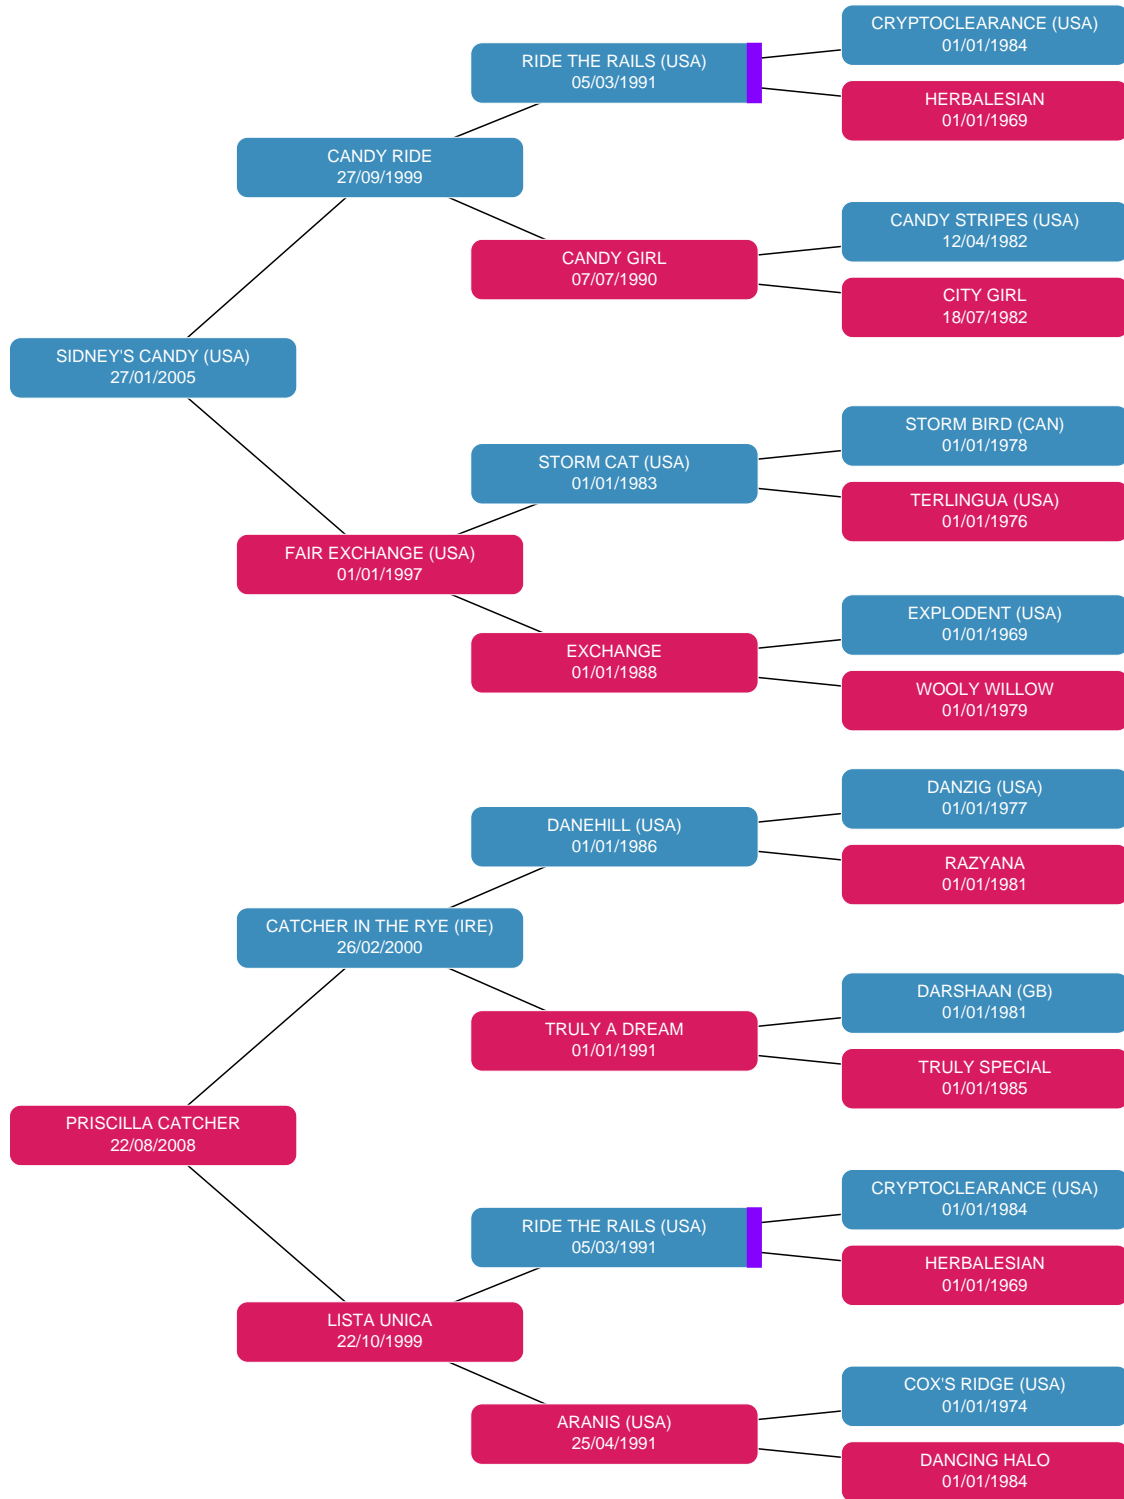 CRYPTOCLEARANCE (USA)
01/01/1984
RIDE THE RAILS (USA)
05/03/1991
HERBALESIAN
01/01/1969
CANDY RIDE
27/09/1999
CANDY STRIPES (USA)
12/04/1982
CANDY GIRL
07/07/1990
CITY GIRL
18/07/1982
SIDNEY'S CANDY (USA)
27/01/2005
STORM BIRD (CAN)
01/01/1978
STORM CAT (USA)
01/01/1983
TERLINGUA (USA)
01/01/1976
FAIR EXCHANGE (USA)
01/01/1997
EXPLODENT (USA)
01/01/1969
EXCHANGE
01/01/1988
WOOLY WILLOW
01/01/1979
DANZIG (USA)
01/01/1977
DANEHILL (USA)
01/01/1986
RAZYANA
01/01/1981
CATCHER IN THE RYE (IRE)
26/02/2000
DARSHAAN (GB)
01/01/1981
TRULY A DREAM
01/01/1991
TRULY SPECIAL
01/01/1985
PRISCILLA CATCHER
22/08/2008
CRYPTOCLEARANCE (USA)
01/01/1984
RIDE THE RAILS (USA)
05/03/1991
HERBALESIAN
01/01/1969
LISTA UNICA
22/10/1999
COX'S RIDGE (USA)
01/01/1974
ARANIS (USA)
25/04/1991
DANCING HALO
01/01/1984